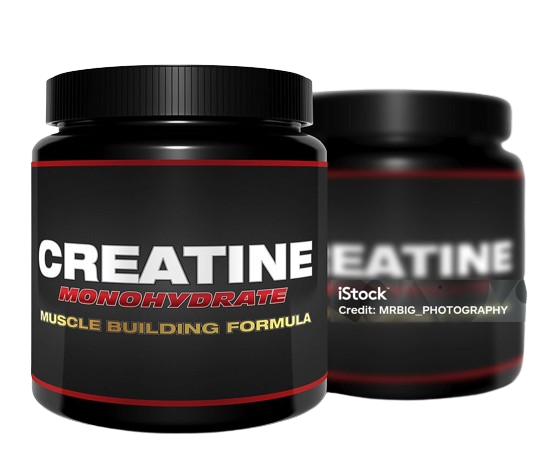 CREATINE
MONOHYDRATE
MUSCLE BUILDING FORMULA
EATINE
iStock
Credit: MRBIG_PHOTOGRAPHY